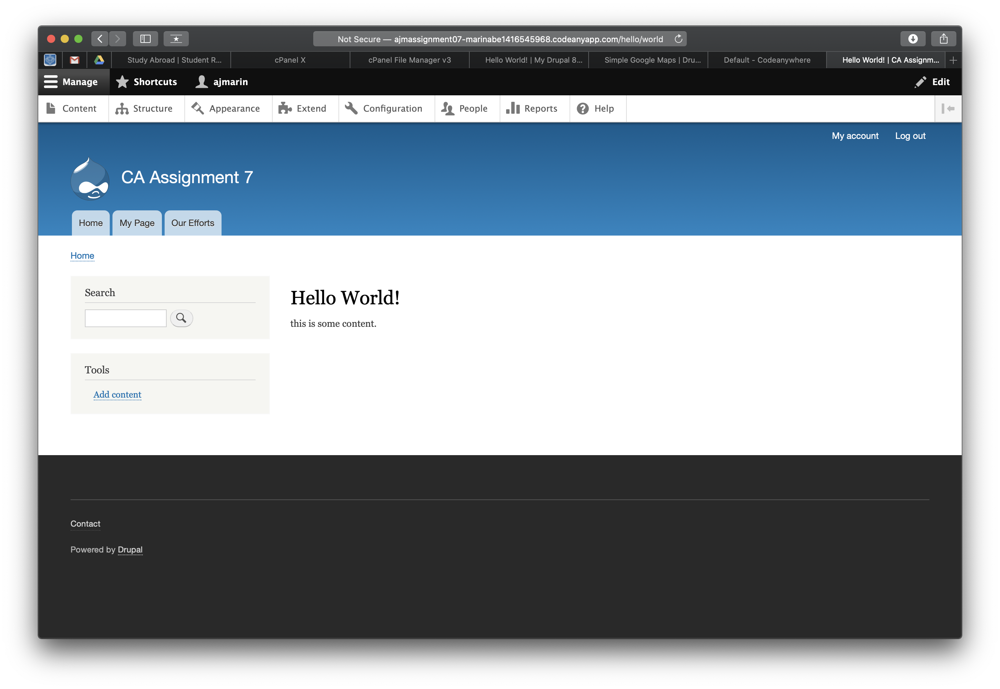 Not Secure — ajmassignment07-marinabe1416545968.codeanyapp.com/hello/world
Study Abroad | Student R... cPanel X cPanel File Manager v3 Hello World! | My Drupal 8... Simple Google Maps | Dru... Default - Codeanywhere Hello World! | CA Assignm...
Manage Shortcuts ajmarin Edit
Content Structure Appearance Extend Configuration People Reports Help
My account Log out
CA Assignment 7
Home My Page Our Efforts
Home
Search
Hello World!
this is some content.
Tools
Add content
Contact
Powered by Drupal